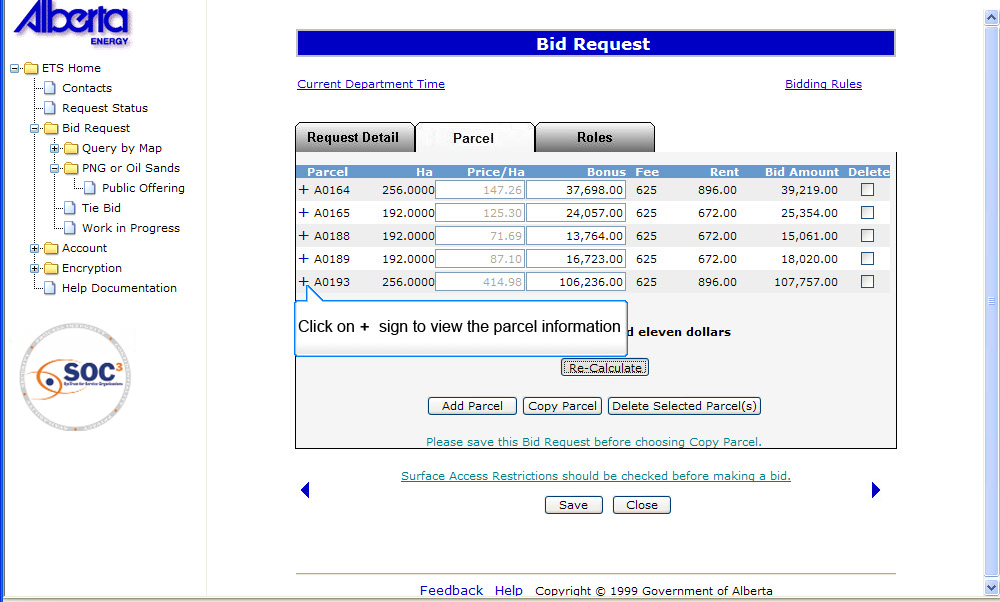 Alberta
ENERGY
ETS Home
Contacts
Request Status
Bid Request
Query by Map
PNG or Oil Sands
Public Offering
Tie Bid
Work in Progress
Account
Encryption
Help Documentation
SOC3
Bid Request
Current Department Time Bidding Rules
Request Detail Parcel Roles
Parcel Ha Price/Ha Bonus Fee Rent Bid Amount Delete
+ A0164 256.0000 147.26 37,698.00 625 896.00 39,219.00
+ A0165 192.0000 125.30 24,057.00 625 672.00 25,354.00
+ A0188 192.0000 71.69 13,764.00 625 672.00 15,061.00
+ A0189 192.0000 87.10 16,723.00 625 672.00 18,020.00
+ A0193 256.0000 414.98 106,236.00 625 896.00 107,757.00
Click on + sign to view the parcel information
d eleven dollars
Re-Calculate
Add Parcel Copy Parcel Delete Selected Parcel(s)
Please save this Bid Request before choosing Copy Parcel.
Surface Access Restrictions should be checked before making a bid.
Save Close
Feedback Help Copyright © 1999 Government of Alberta